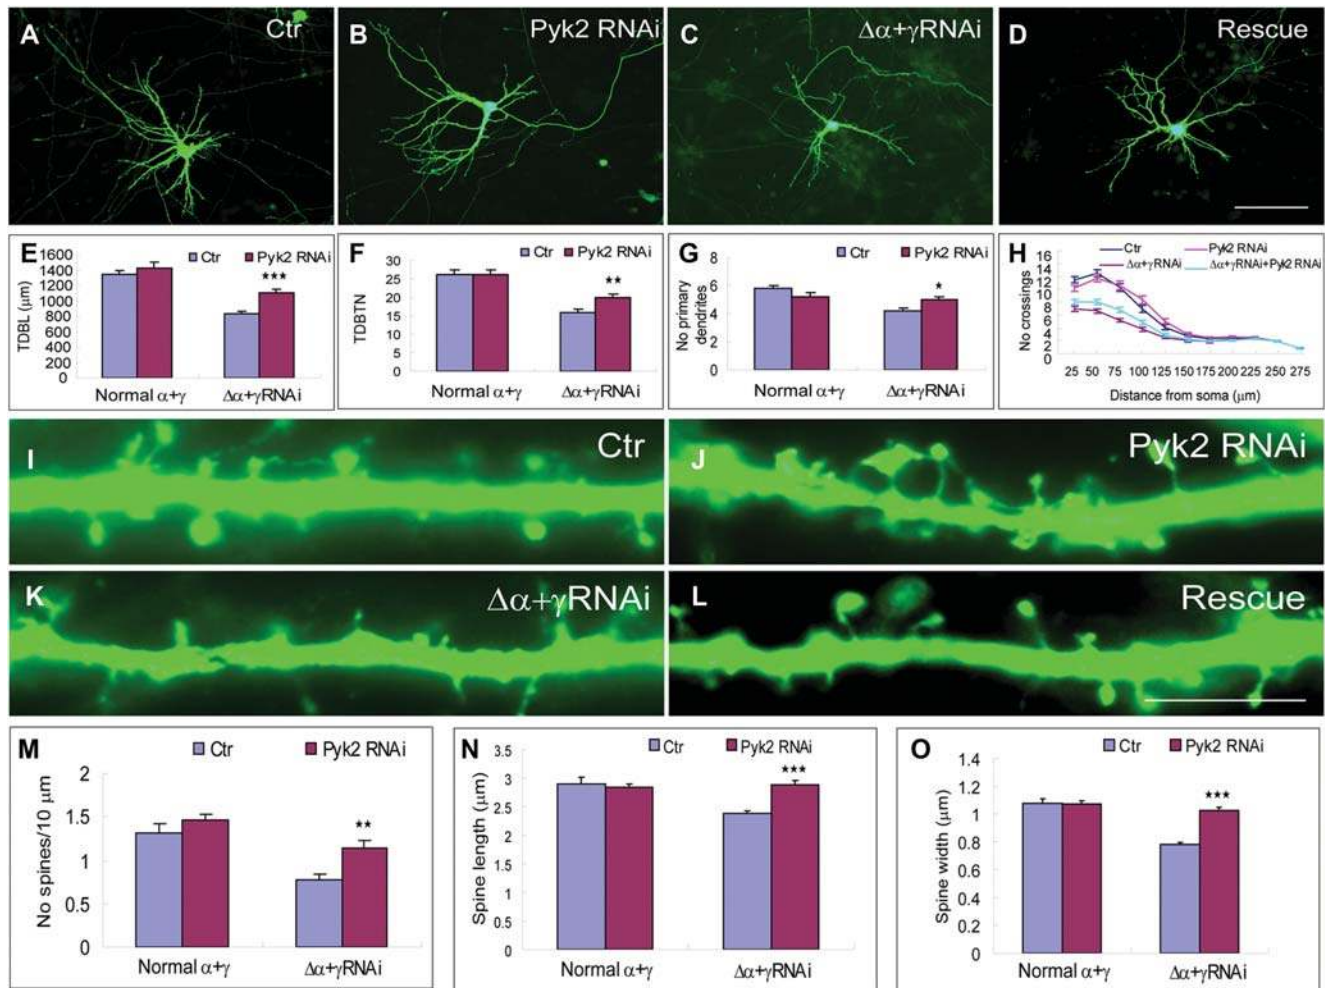 A Ctr
B Pyk2 RNAi
C Δα+γRNAi
D Rescue
E
Ctr Pyk2 RNAi
TDBL (μm)
1600
1400
1200
1000
800
600
400
200
0
***
Normal α+γ Δα+γRNAi
F
Ctr Pyk2 RNAi
TDBTN
30
25
20
15
10
5
0
**
Normal α+γ Δα+γRNAi
G
Ctr Pyk2 RNAi
No primary
dendrites
8
6
4
2
0
*
Normal α+γ Δα+γRNAi
H
Ctr Pyk2 RNAi
Δα+γRNAi Δα+γRNAi+Pyk2 RNAi
No crossings
16
14
12
10
8
6
4
2
0
25 50 75 100 125 150 175 200 225 250 275
Distance from soma (μm)
I Ctr
J Pyk2 RNAi
K Δα+γRNAi
L Rescue
M
Ctr Pyk2 RNAi
No spines/10 μm
2
1.5
1
0.5
0
**
Normal α+γ Δα+γRNAi
N
Ctr Pyk2 RNAi
Spine length (μm)
3.5
3
2.5
2
1.5
1
0.5
0
***
Normal α+γ Δα+γRNAi
O
Ctr Pyk2 RNAi
Spine width (μm)
1.4
1.2
1
0.8
0.6
0.4
0.2
0
***
Normal α+γ Δα+γRNAi